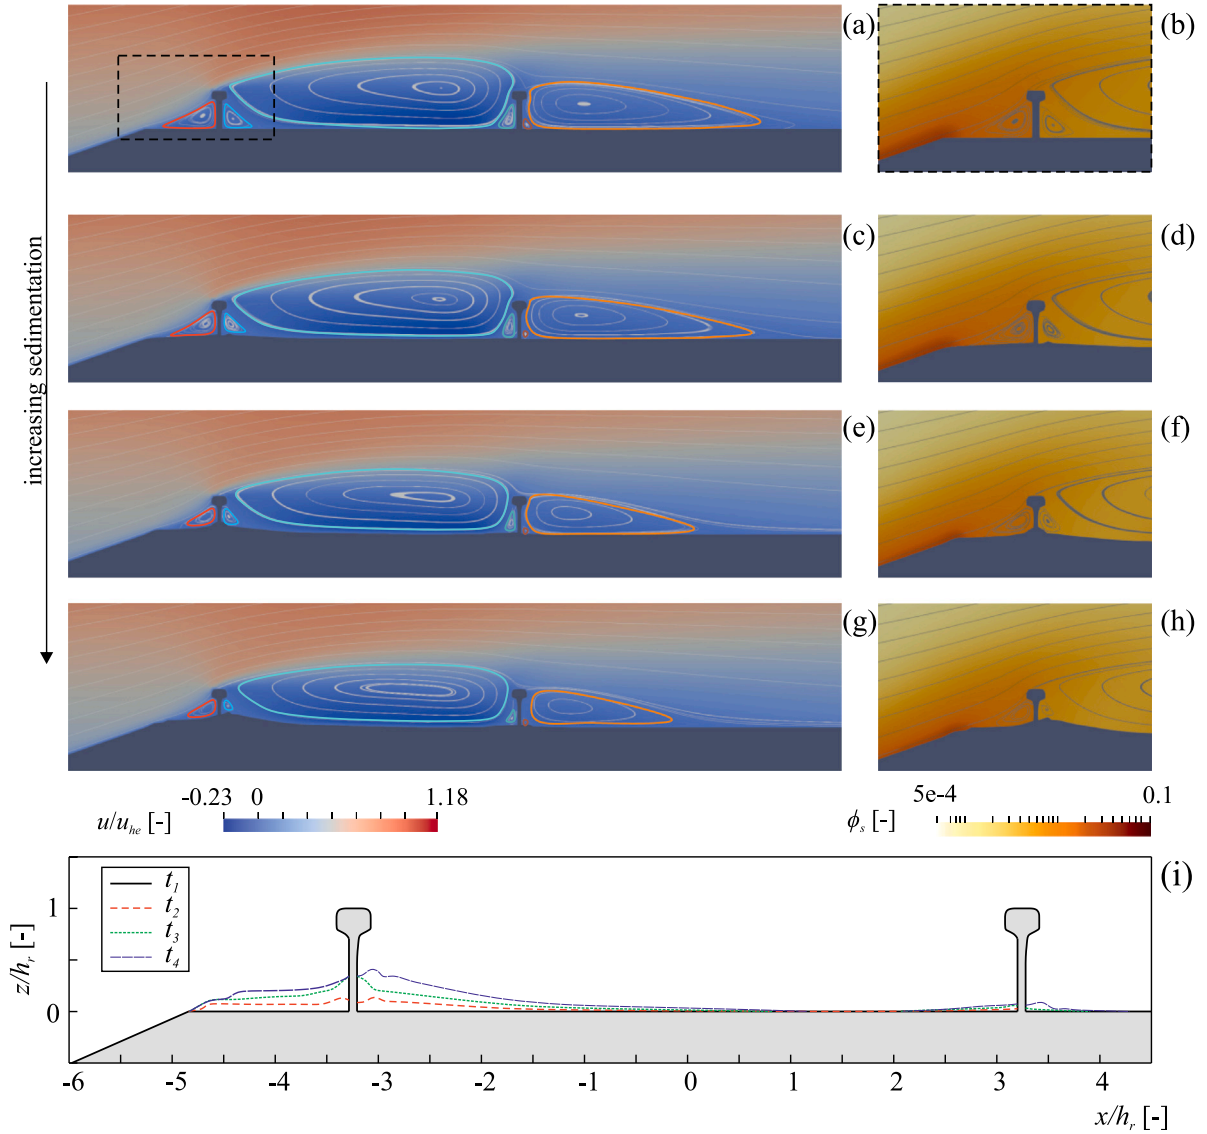 (a)
(b)
(c)
(d)
increasing sedimentation
(e)
(f)
(g)
(h)
-0.23 0 1.18
u/u_he [-]
5e-4 0.1
ϕ_s [-]
(i)
t_1
t_2
t_3
t_4
1
z/h_r [-]
0
-6 -5 -4 -3 -2 -1 0 1 2 3 4
x/h_r [-]